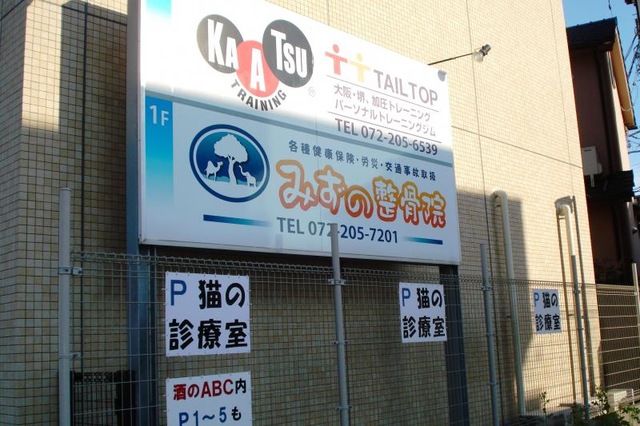 KAATSU
TRAINING
®
TAILTOP
大阪・堺、加圧トレーニング
パーソナルトレーニングジム
TEL 072-205-6539
1F
各種健康保険・労災・交通事故取扱
みずの整骨院
TEL 072-205-7201
P 猫の
診療室
P 猫の
診療室
P 猫の
診療室
酒のABC内
P1～5も